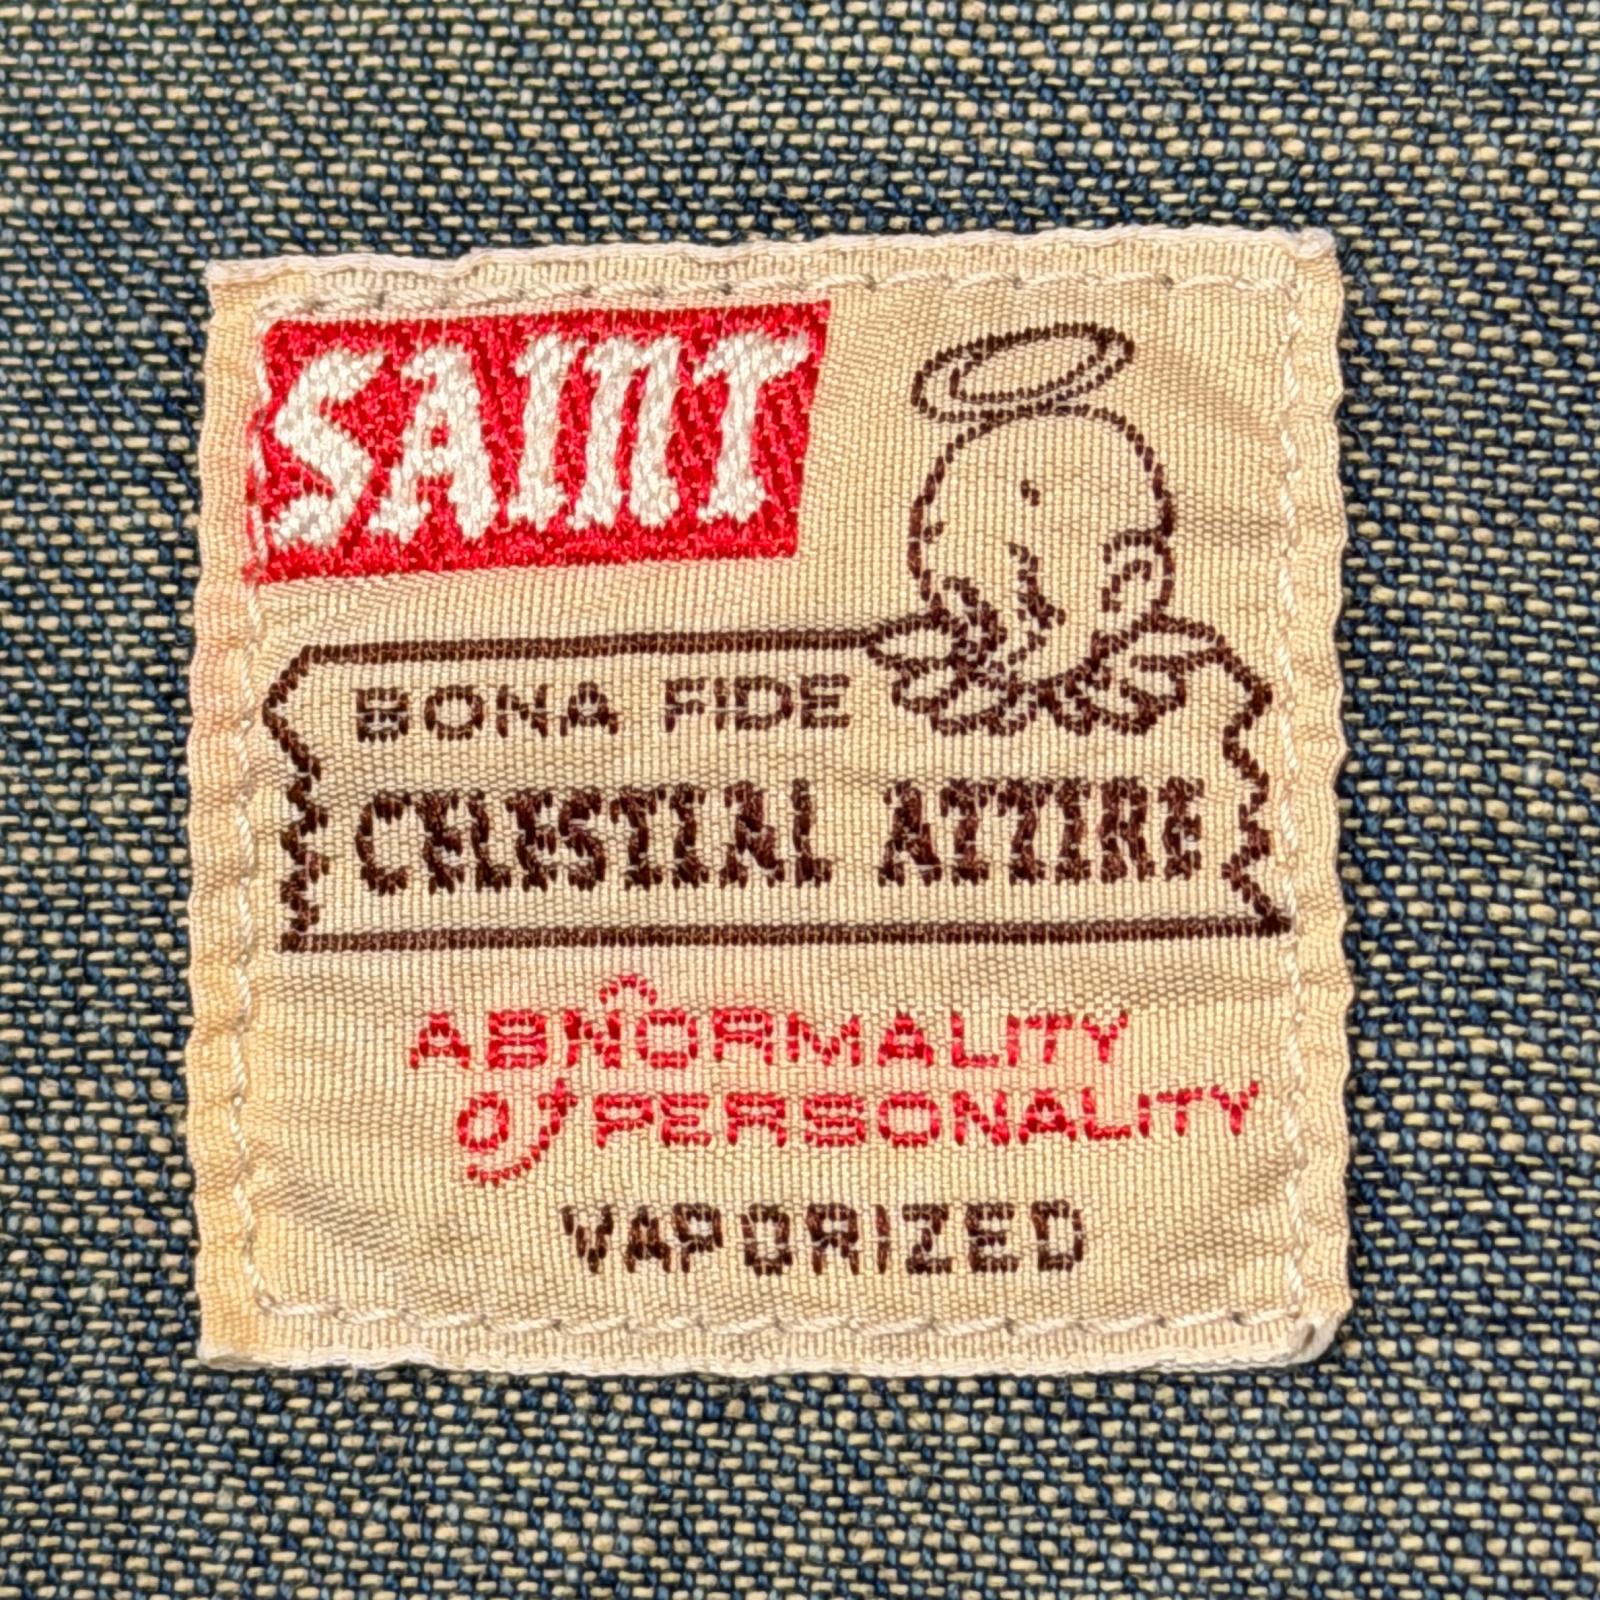 SAINT
BONA FIDE
CELESTIAL ATTIRE
ABNORMALITY
of PERSONALITY
VAPORIZED